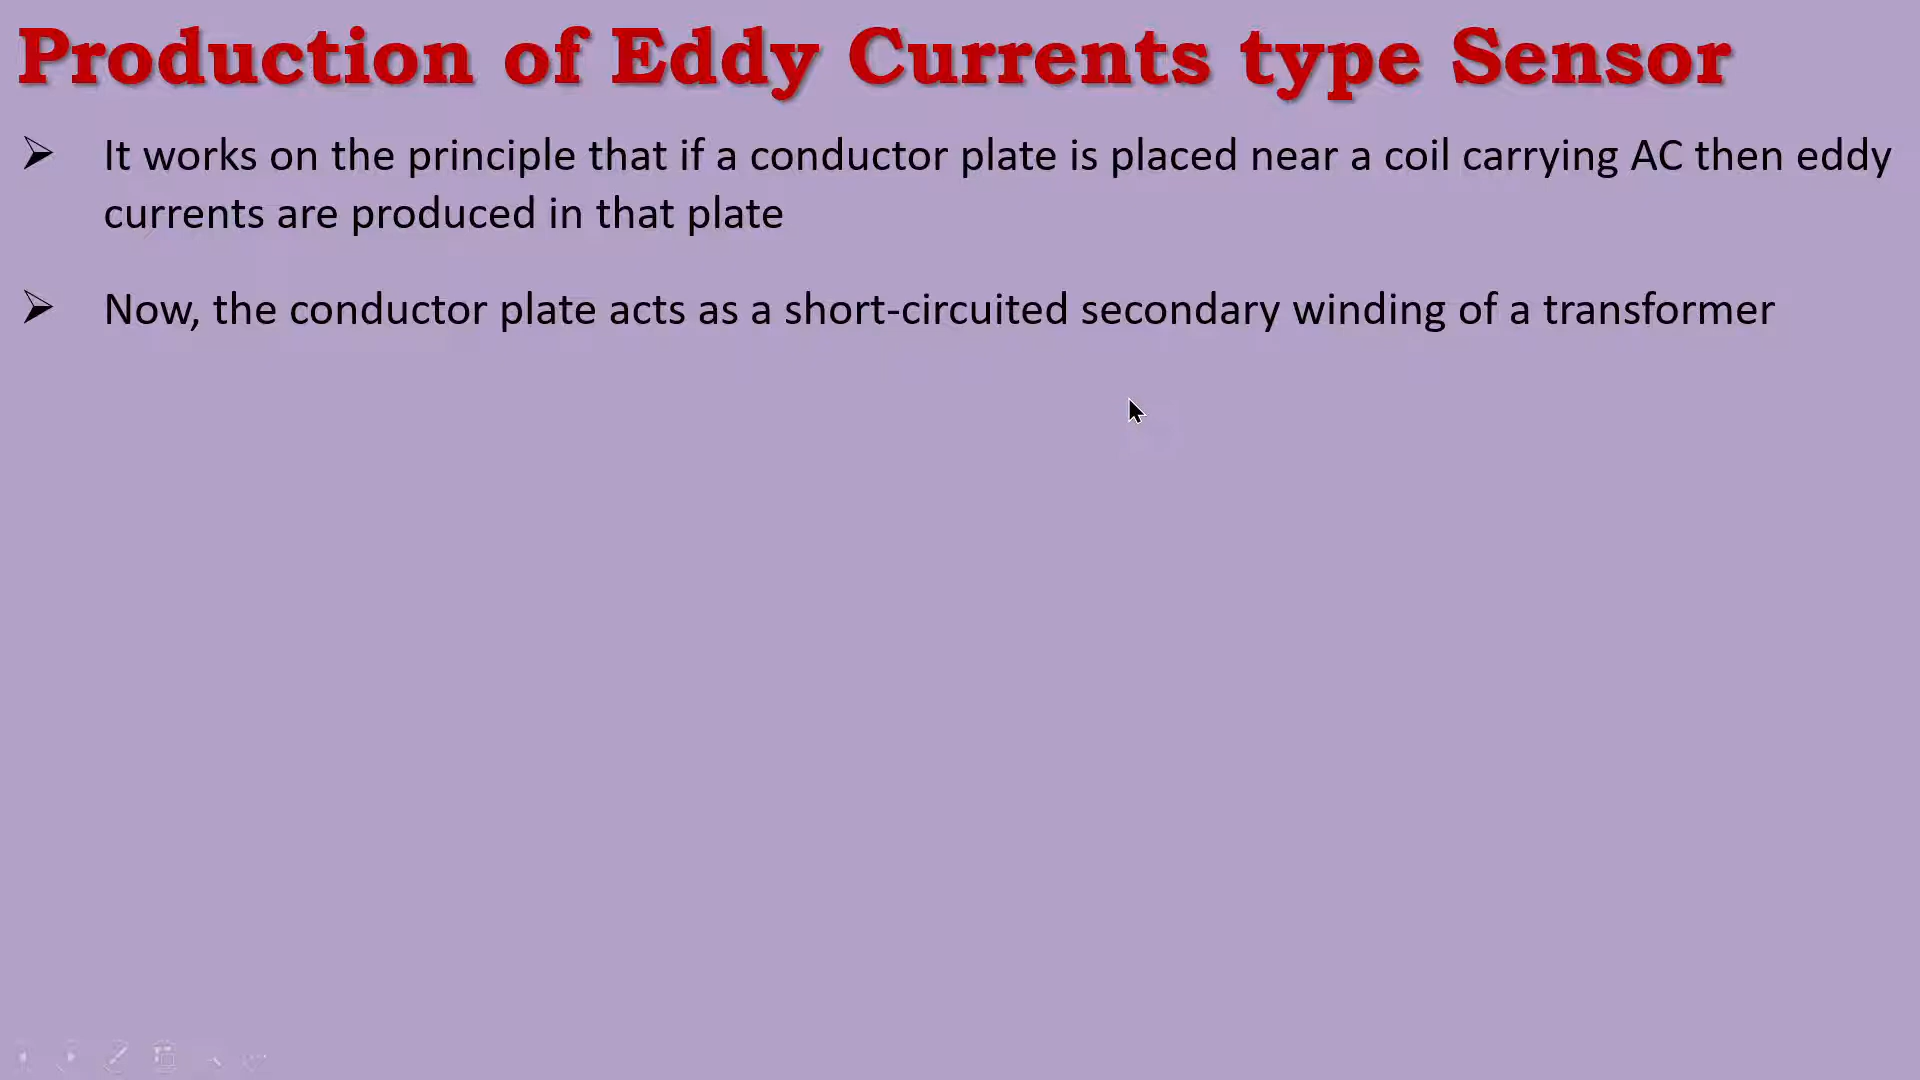 Production of Eddy Currents type Sensor
It works on the principle that if a conductor plate is placed near a coil carrying AC then eddy
currents are produced in that plate
Now, the conductor plate acts as a short-circuited secondary winding of a transformer